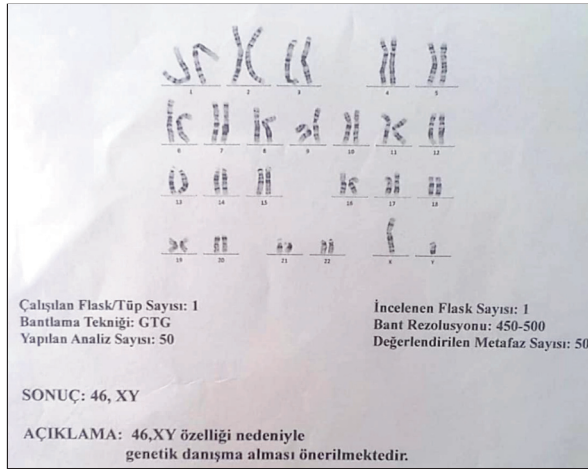 1 2 3 4 5
6 7 8 9 10 11 12
13 14 15 16 17 18
19 20 21 22 X Y
Çalışılan Flask/Tüp Sayısı: 1
Bantlama Tekniği: GTG
Yapılan Analiz Sayısı: 50
İncelenen Flask Sayısı: 1
Bant Rezolusyonu: 450-500
Değerlendirilen Metafaz Sayısı: 50
SONUÇ: 46, XY
AÇIKLAMA: 46,XY özelliği nedeniyle
genetik danışma alması önerilmektedir.